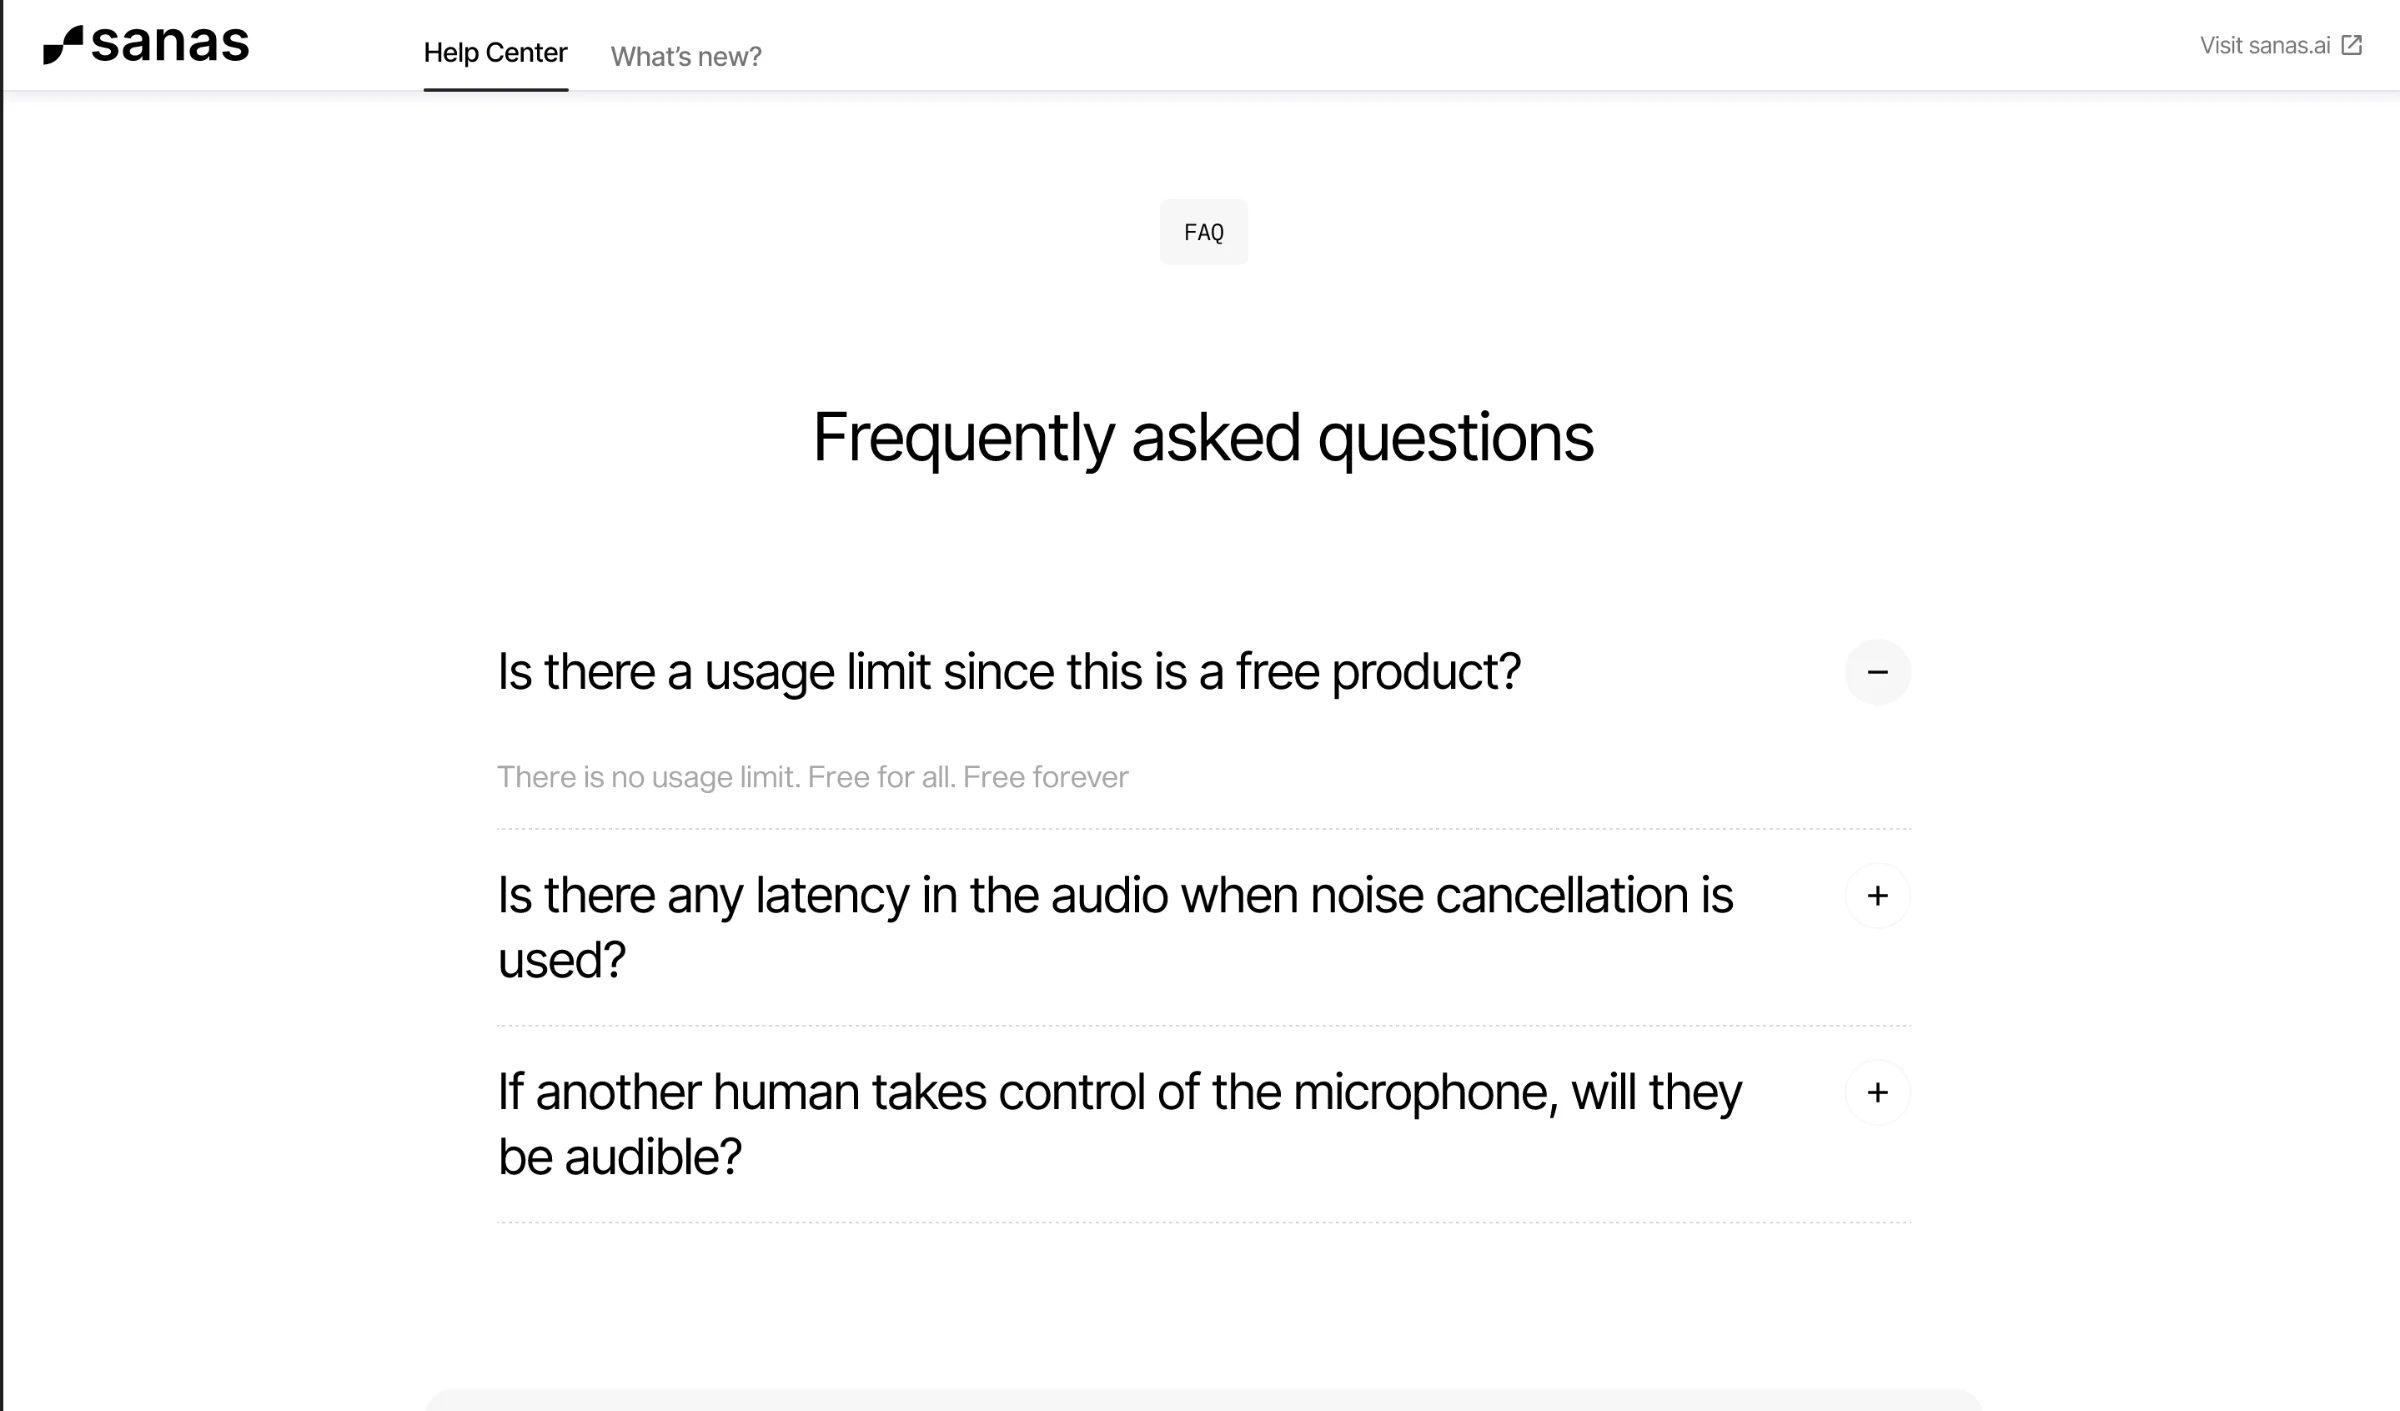 sanas
Help Center
What's new?
Visit sanas.ai
FAQ
Frequently asked questions
Is there a usage limit since this is a free product?
There is no usage limit. Free for all. Free forever
Is there any latency in the audio when noise cancellation is
used?
If another human takes control of the microphone, will they
be audible?